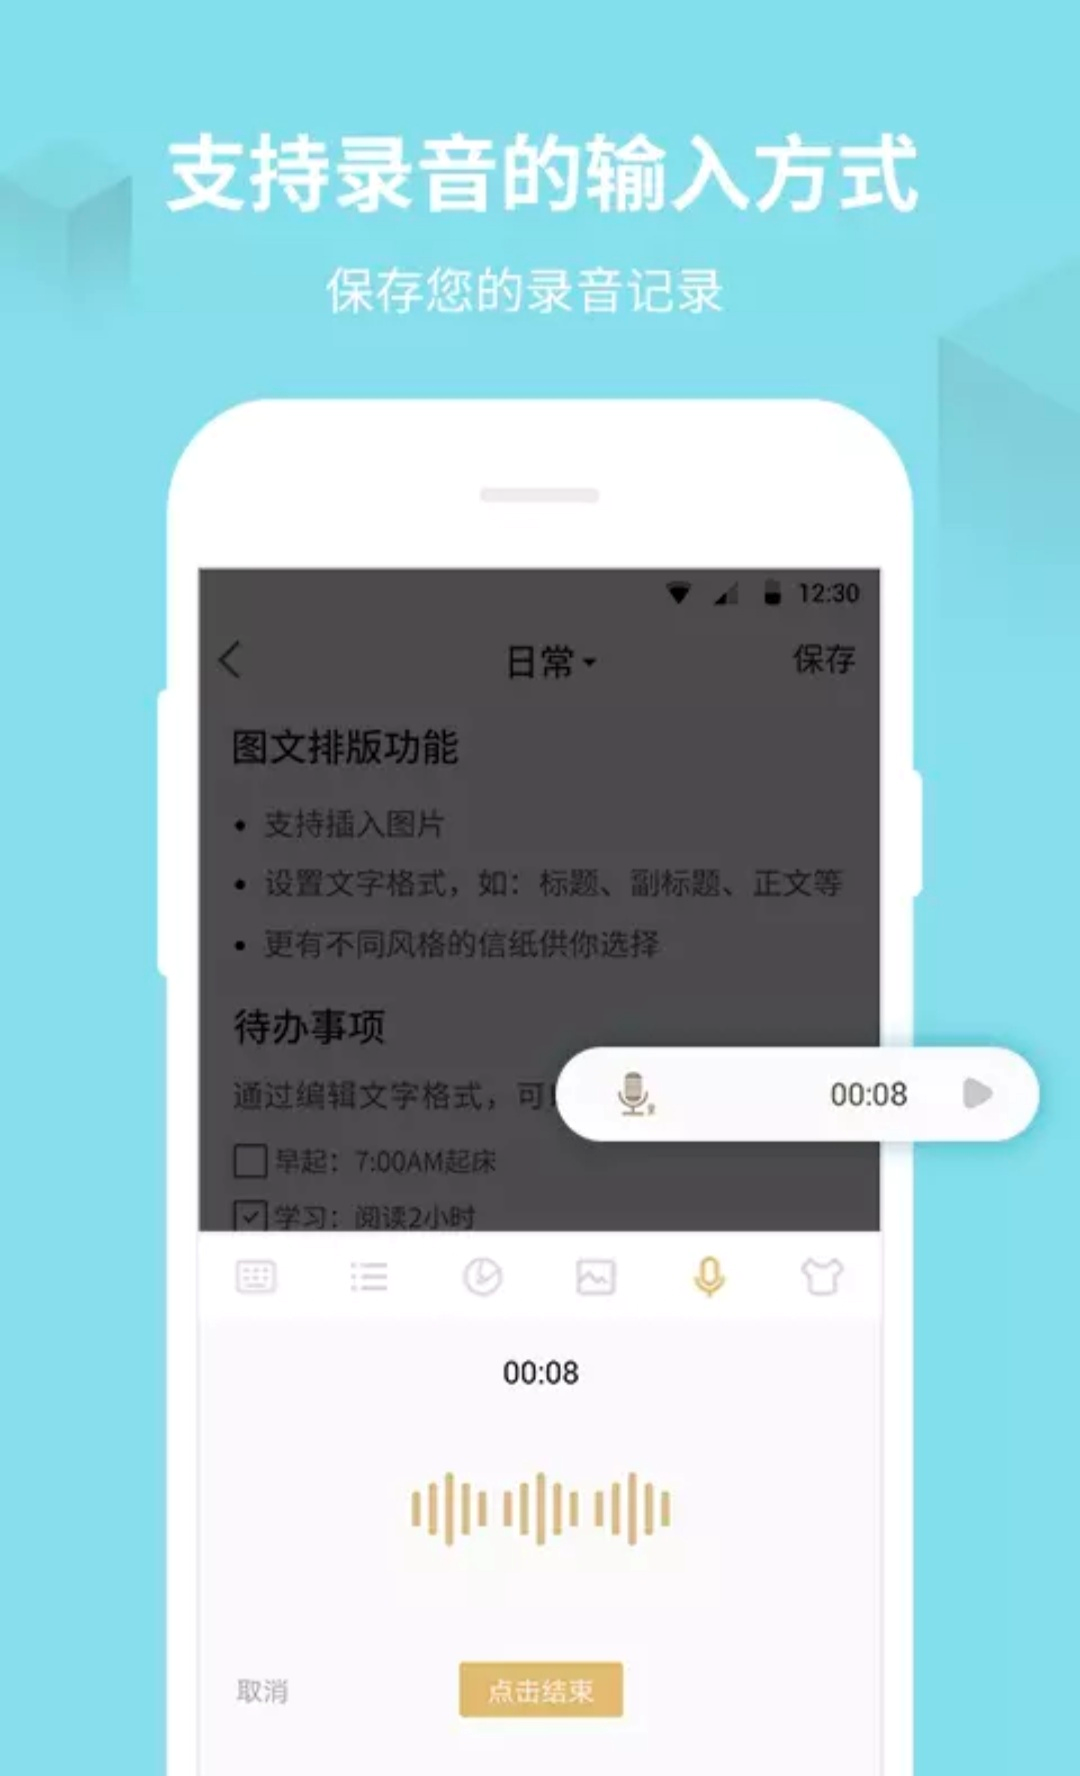 支持录音的输入方式
保存您的录音记录
12:30
日常
保存
图文排版功能
• 支持插入图片
• 设置文字格式，如：标题、副标题、正文等
• 更有不同风格的信纸供你选择
待办事项
通过编辑文字格式，可
00:08
早起：7:00AM起床
学习：阅读2小时
00:08
取消
点击结束